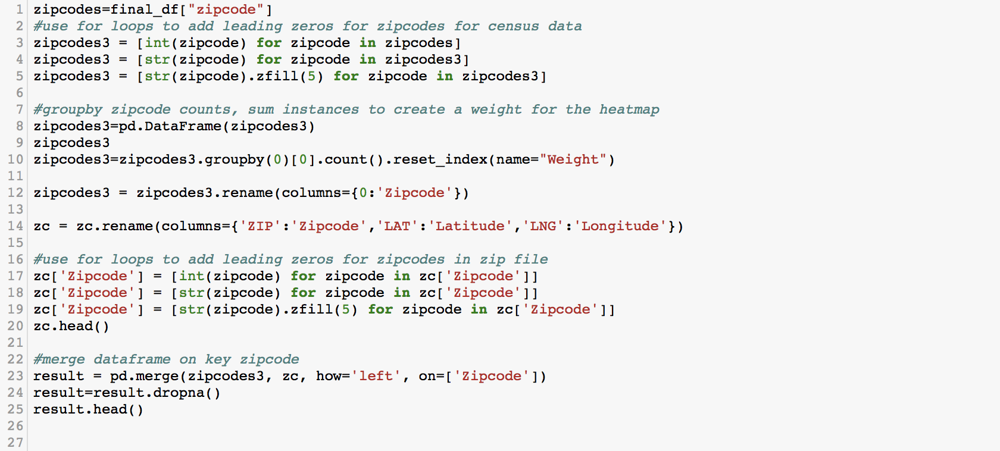 1 zipcodes=final_df["zipcode"]
2 #use for loops to add leading zeros for zipcodes for census data
3 zipcodes3 = [int(zipcode) for zipcode in zipcodes]
4 zipcodes3 = [str(zipcode) for zipcode in zipcodes3]
5 zipcodes3 = [str(zipcode).zfill(5) for zipcode in zipcodes3]
6
7 #groupby zipcode counts, sum instances to create a weight for the heatmap
8 zipcodes3=pd.DataFrame(zipcodes3)
9 zipcodes3
10 zipcodes3=zipcodes3.groupby(0)[0].count().reset_index(name="Weight")
11
12 zipcodes3 = zipcodes3.rename(columns={0:'Zipcode'})
13
14 zc = zc.rename(columns={'ZIP':'Zipcode','LAT':'Latitude','LNG':'Longitude'})
15
16 #use for loops to add leading zeros for zipcodes in zip file
17 zc['Zipcode'] = [int(zipcode) for zipcode in zc['Zipcode']]
18 zc['Zipcode'] = [str(zipcode) for zipcode in zc['Zipcode']]
19 zc['Zipcode'] = [str(zipcode).zfill(5) for zipcode in zc['Zipcode']]
20 zc.head()
21
22 #merge dataframe on key zipcode
23 result = pd.merge(zipcodes3, zc, how='left', on=['Zipcode'])
24 result=result.dropna()
25 result.head()
26
27